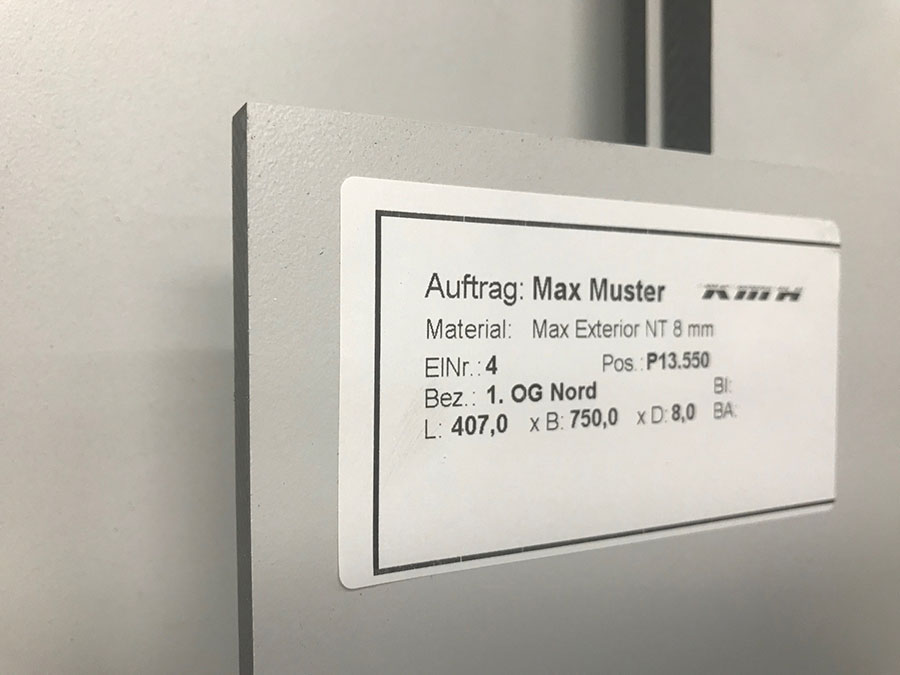 Auftrag: Max Muster KMH
Material: Max Exterior NT 8 mm
ElNr.: 4 Pos.: P13.550
Bez.: 1. OG Nord BI:
L: 407,0 x B: 750,0 x D: 8,0 BA: